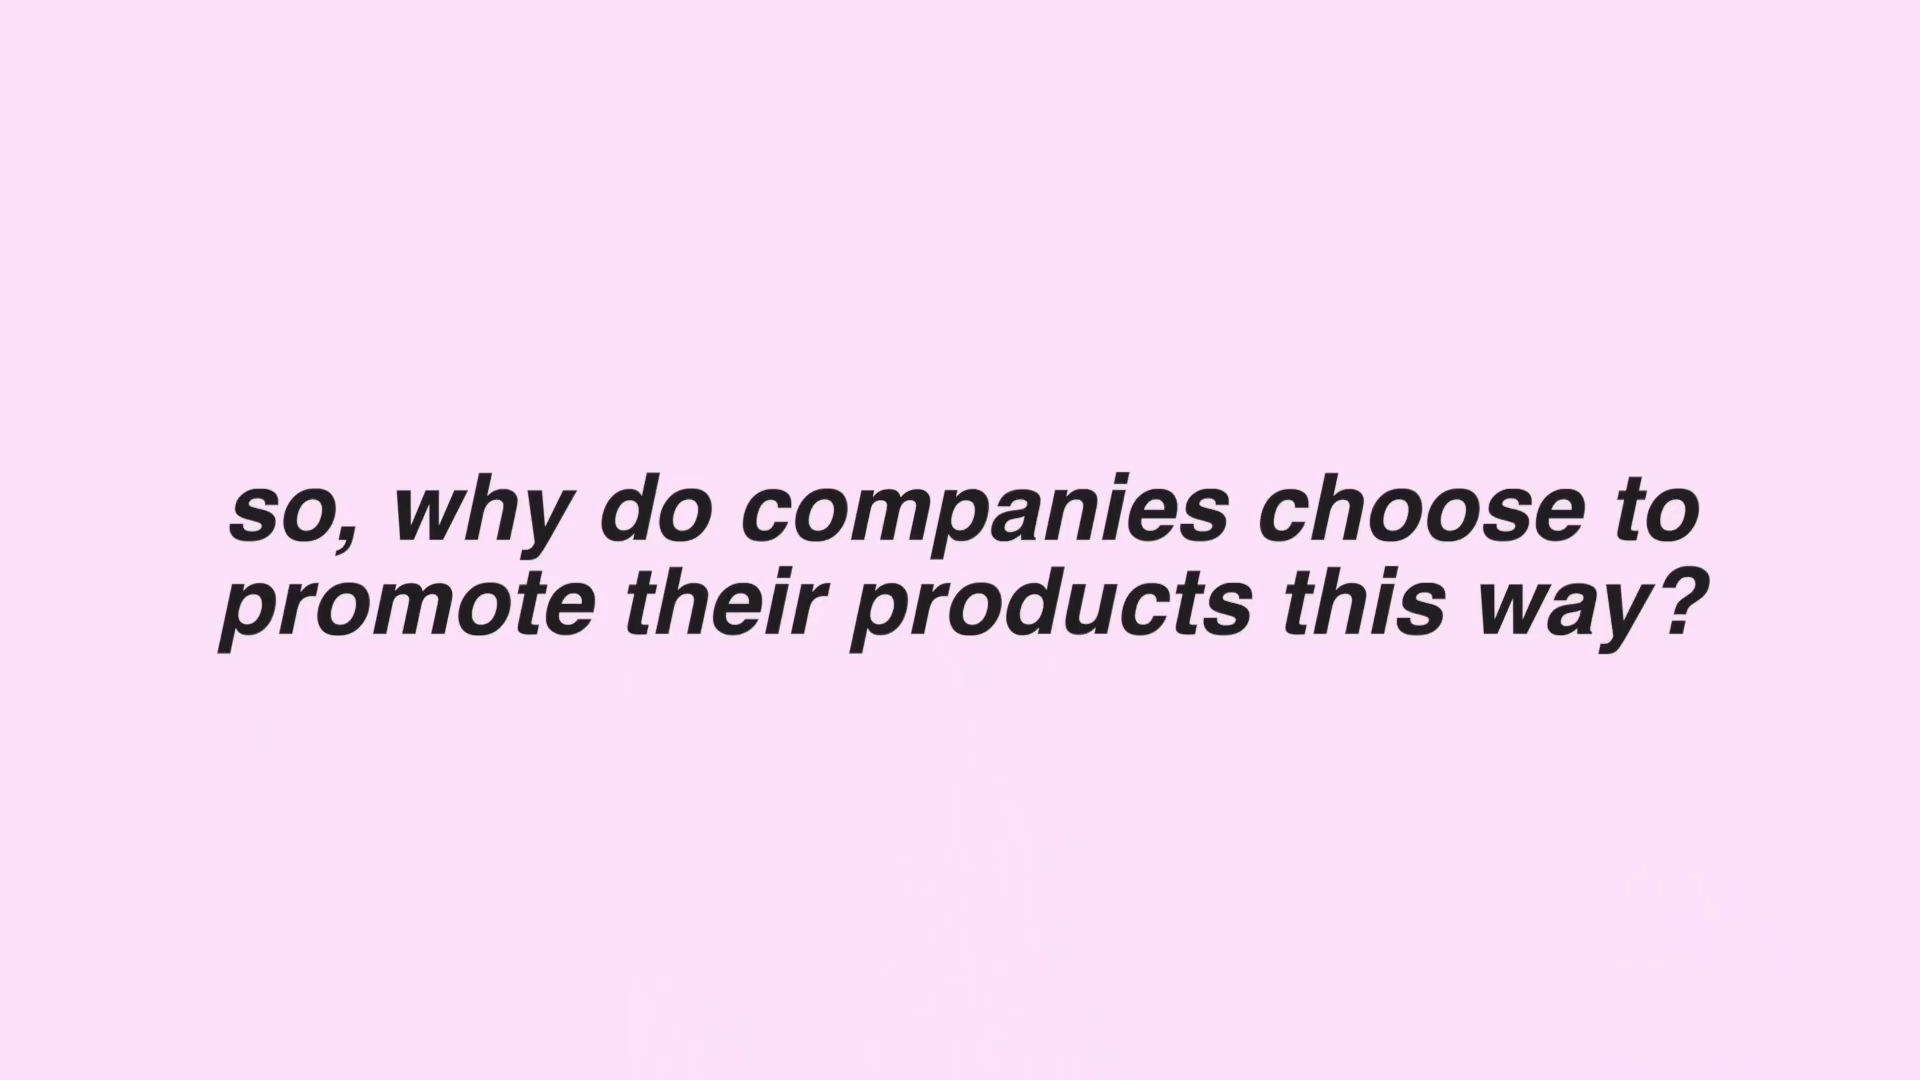 so, why do companies choose to
promote their products this way?